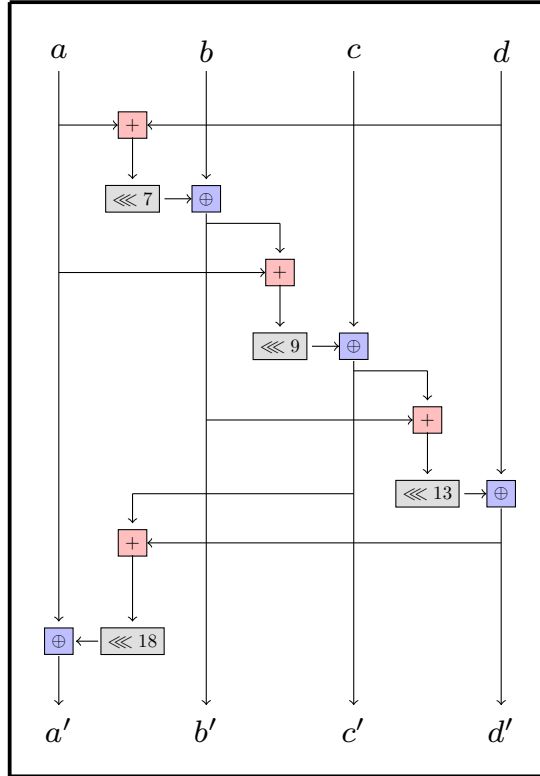 a b c d
+
⋘ 7 ⊕
+
⋘ 9 ⊕
+
⋘ 13 ⊕
+
⊕ ⋘ 18
a′ b′ c′ d′